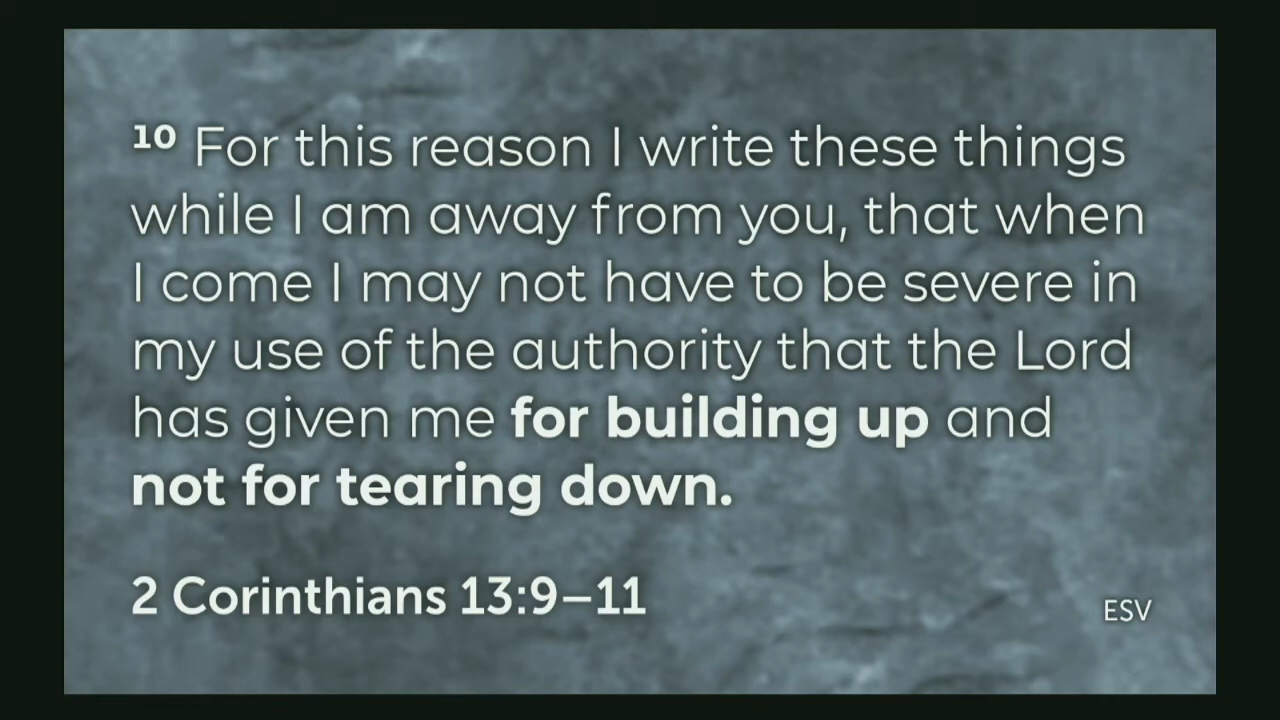 ¹⁰ For this reason I write these things
while I am away from you, that when
I come I may not have to be severe in
my use of the authority that the Lord
has given me for building up and
not for tearing down.
2 Corinthians 13:9–11
ESV